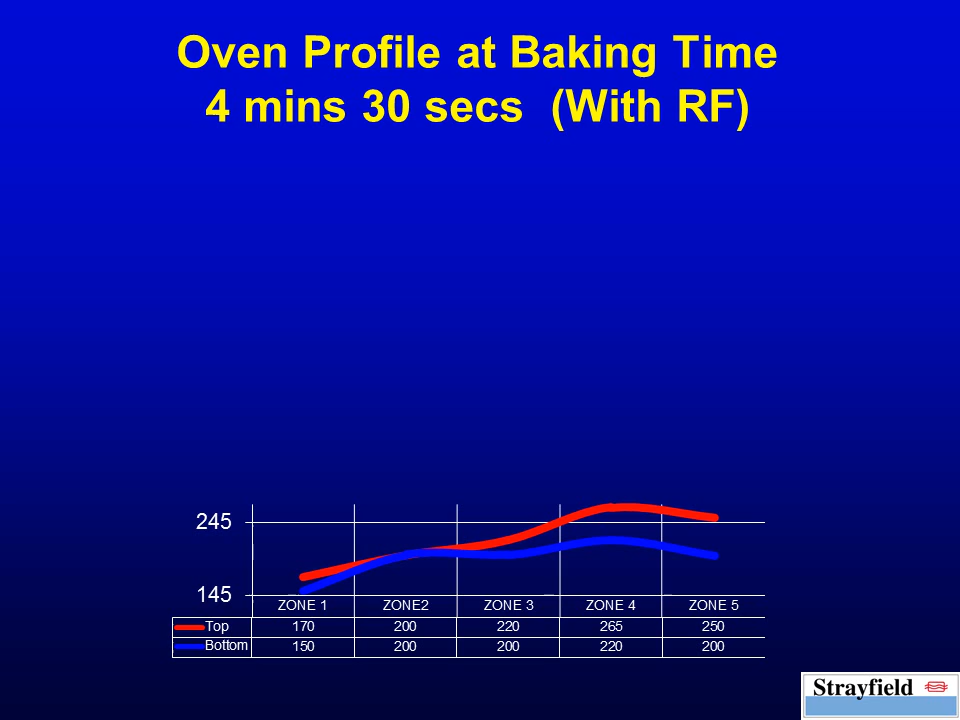 Oven Profile at Baking Time
4 mins 30 secs (With RF)
245
145
ZONE 1 ZONE2 ZONE 3 ZONE 4 ZONE 5
Top 170 200 220 265 250
Bottom 150 200 200 220 200
Strayfield